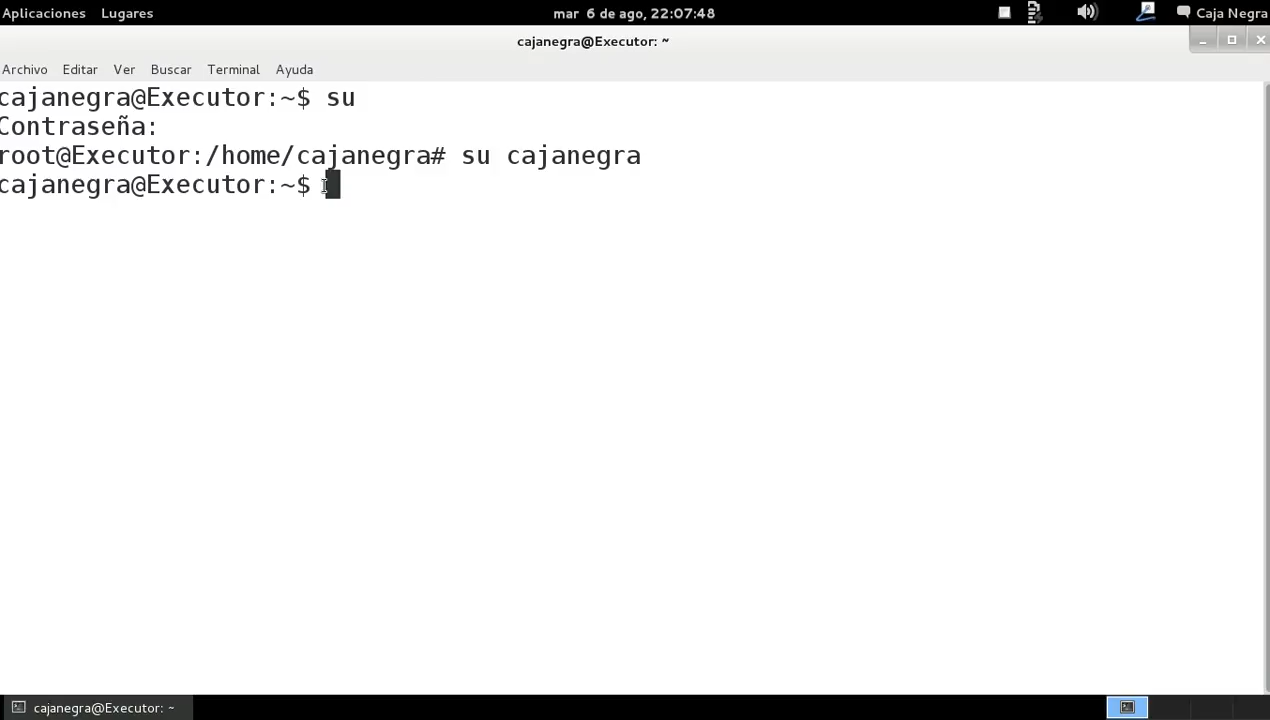 Aplicaciones Lugares mar 6 de ago, 22:07:48 Caja Negra
cajanegra@Executor: ~
Archivo Editar Ver Buscar Terminal Ayuda
cajanegra@Executor:~$ su
Contraseña:
root@Executor:/home/cajanegra# su cajanegra
cajanegra@Executor:~$
cajanegra@Executor: ~